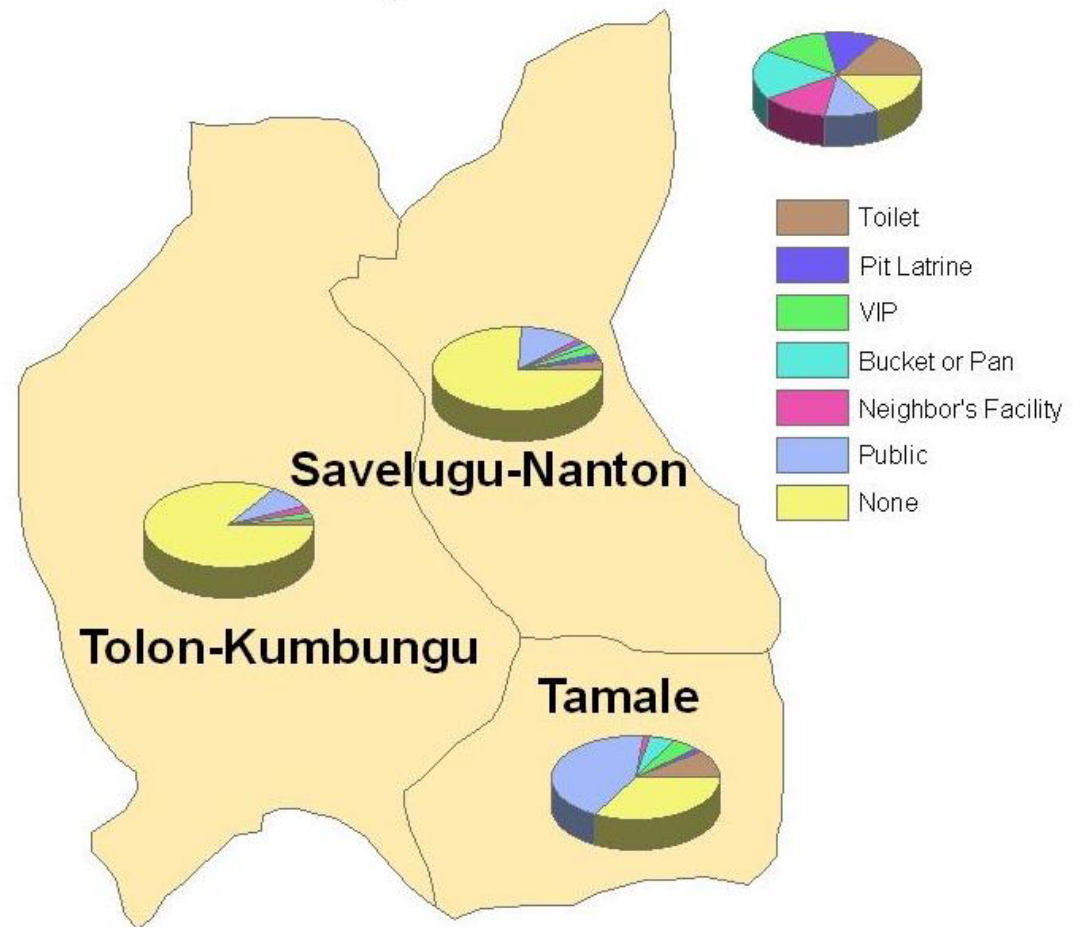 Toilet
Pit Latrine
VIP
Bucket or Pan
Neighbor's Facility
Public
None
Savelugu-Nanton
Tolon-Kumbungu
Tamale